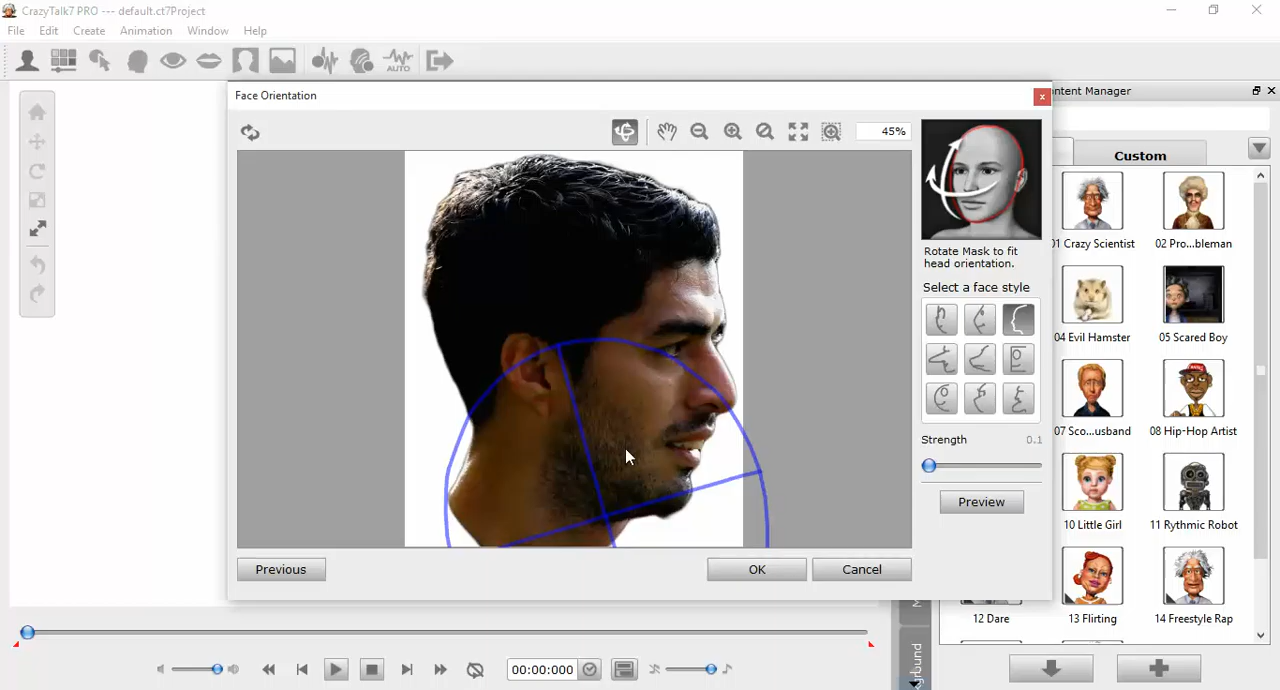 CrazyTalk7 PRO --- default.ct7Project
File Edit Create Animation Window Help
AUTO
Face Orientation
ontent Manager
45%
Custom
Rotate Mask to fit
head orientation.
Select a face style
Strength 0.1
Preview
01 Crazy Scientist 02 Pro...bleman
04 Evil Hamster 05 Scared Boy
07 Sco...usband 08 Hip-Hop Artist
10 Little Girl 11 Rythmic Robot
12 Dare 13 Flirting 14 Freestyle Rap
Previous OK Cancel
00:00:000
ground